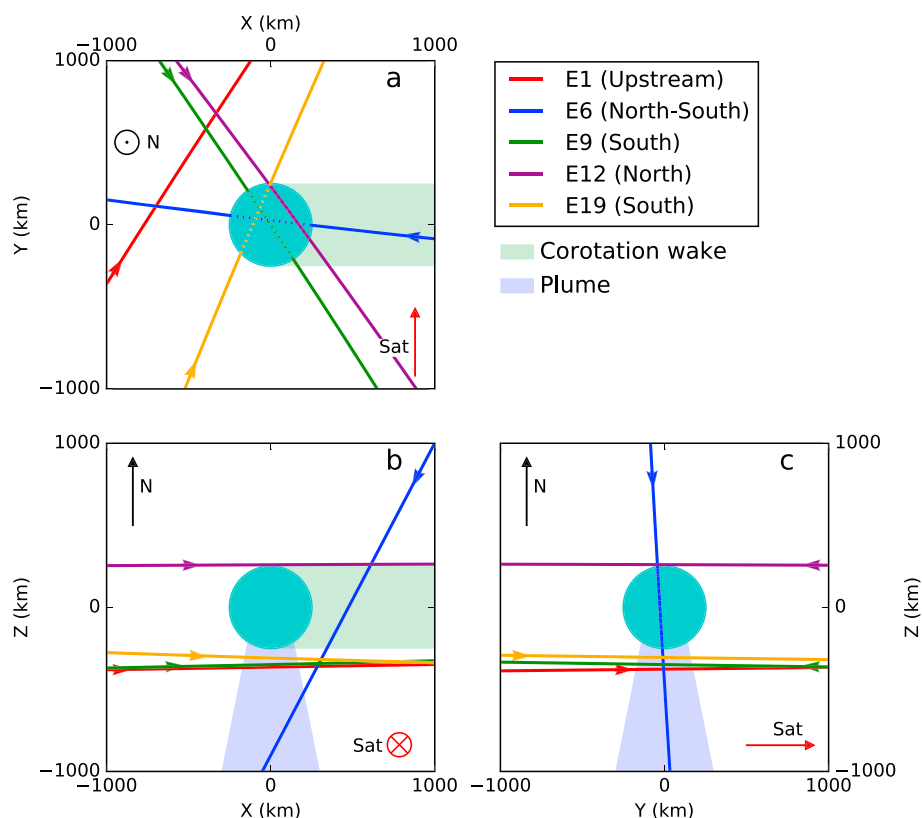 X (km)
−1000 0 1000
1000
a
N
0
Y (km)
Sat
−1000
E1 (Upstream)
E6 (North-South)
E9 (South)
E12 (North)
E19 (South)
Corotation wake
Plume
1000
b
N
0
Z (km)
Sat
−1000
−1000 0 1000
X (km)
c
1000
N
0
Z (km)
Sat
−1000
−1000 0 1000
Y (km)